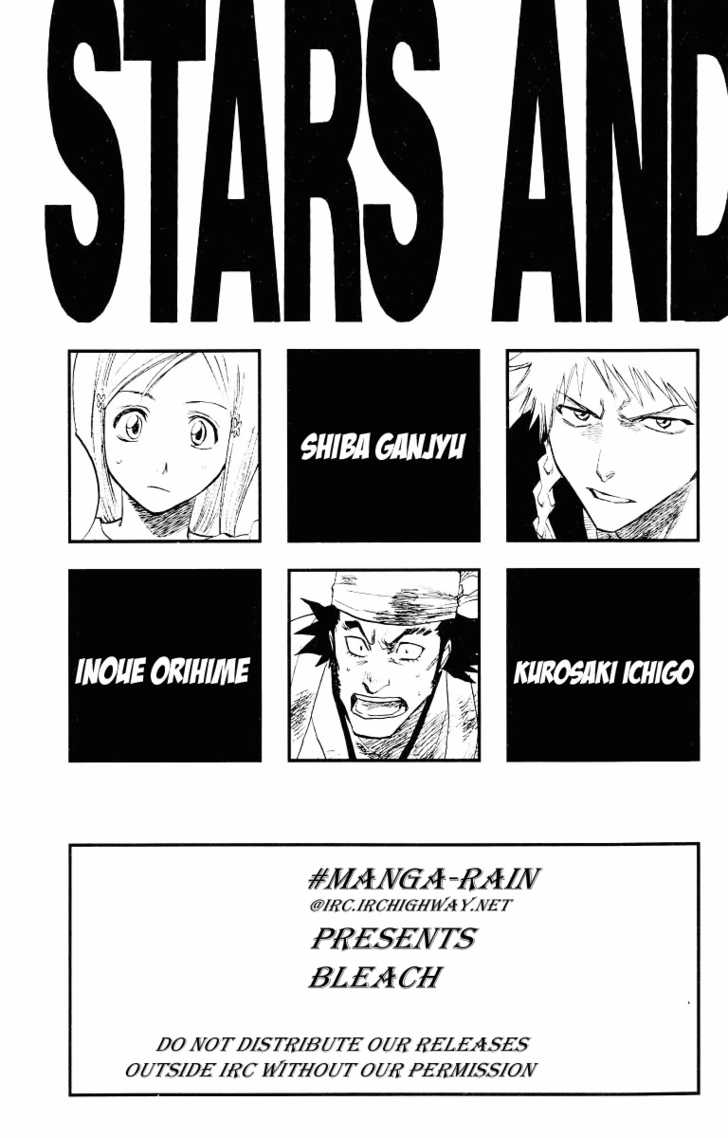 STARS AND
SHIBA GANJYU
INOUE ORIHIME
KUROSAKI ICHIGO
#MANGA-RAIN
@IRC.IRCHIGHWAY.NET
PRESENTS
BLEACH
DO NOT DISTRIBUTE OUR RELEASES
OUTSIDE IRC WITHOUT OUR PERMISSION